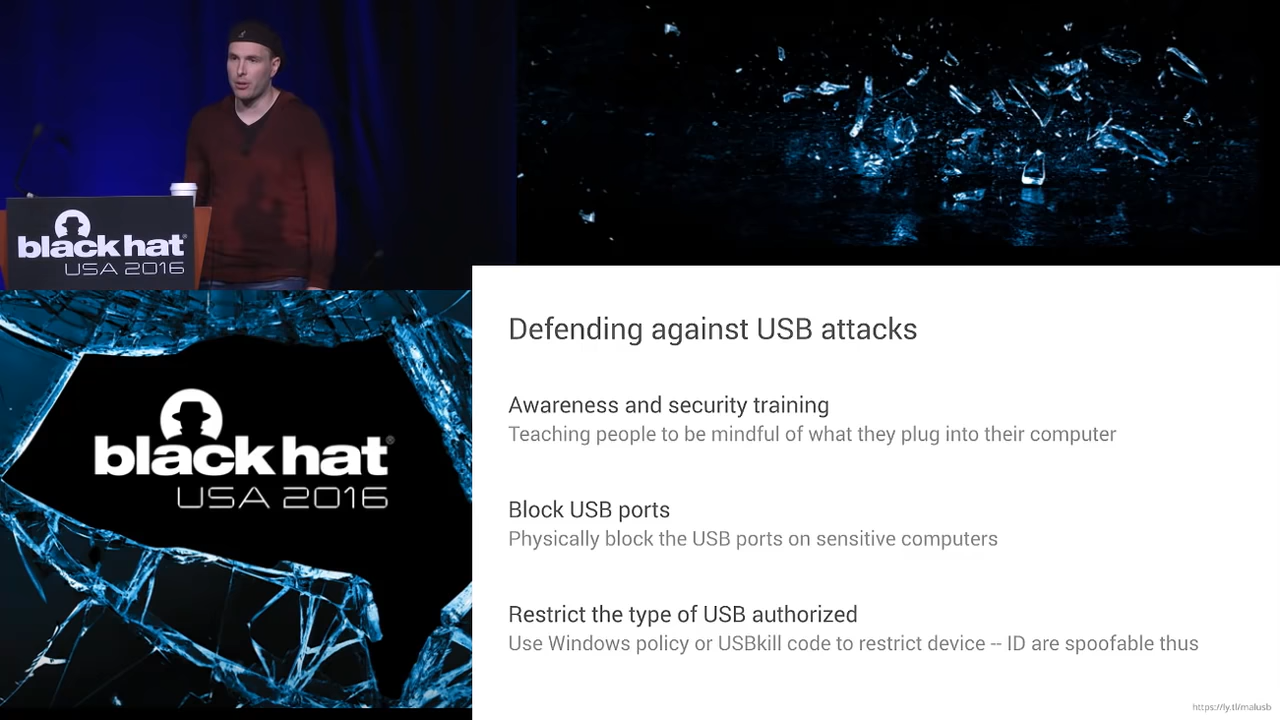 black hat
USA 2016
black hat
USA 2016
Defending against USB attacks
Awareness and security training
Teaching people to be mindful of what they plug into their computer
Block USB ports
Physically block the USB ports on sensitive computers
Restrict the type of USB authorized
Use Windows policy or USBkill code to restrict device -- ID are spoofable thus
https://ly.tl/malusb